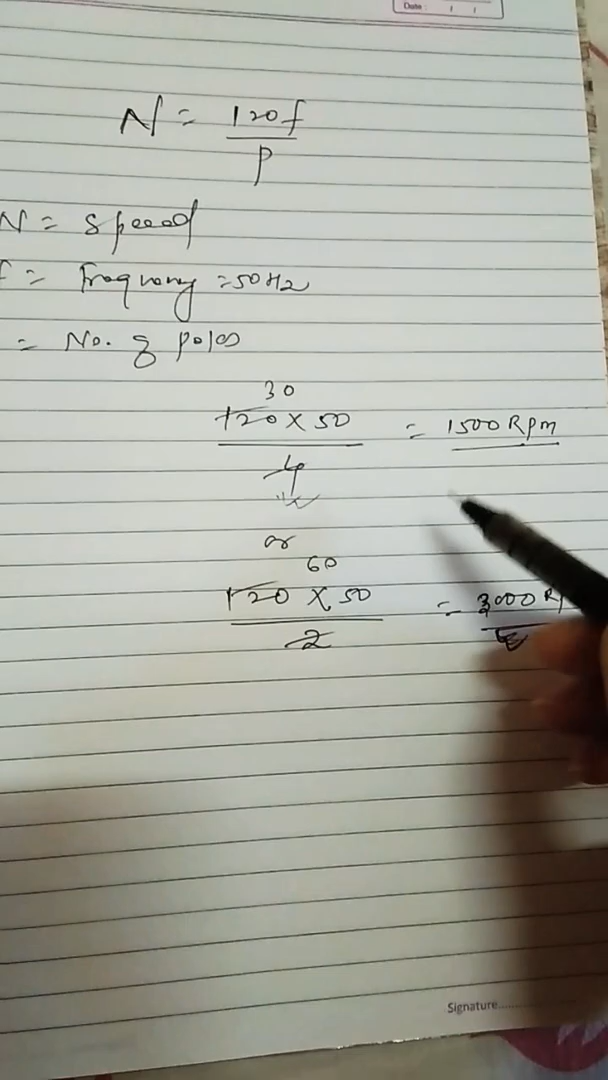 Date : / /
N = 120f
P
N = Speed
f = Frequency = 50Hz
= No. of poles
30
120 X 50 = 1500 RPM
4
or
60
120 X 50 = 3000 R
2
Signature......